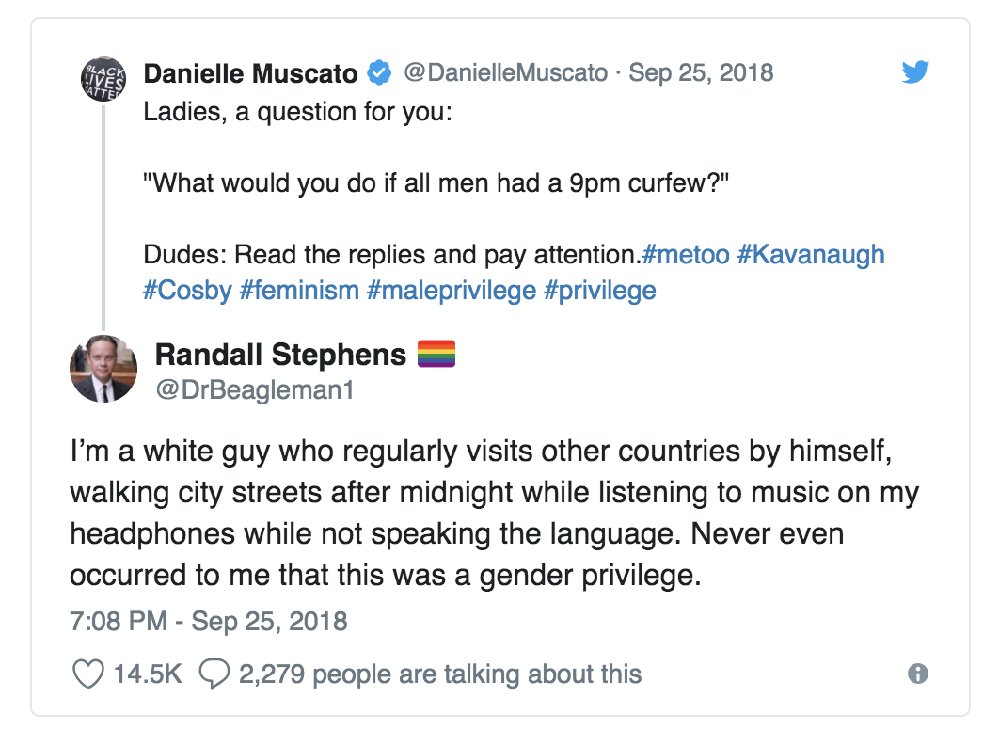 BLACK
LIVES
MATTER
Danielle Muscato @DanielleMuscato · Sep 25, 2018
Ladies, a question for you:
"What would you do if all men had a 9pm curfew?"
Dudes: Read the replies and pay attention.#metoo #Kavanaugh
#Cosby #feminism #maleprivilege #privilege
Randall Stephens
@DrBeagleman1
I’m a white guy who regularly visits other countries by himself,
walking city streets after midnight while listening to music on my
headphones while not speaking the language. Never even
occurred to me that this was a gender privilege.
7:08 PM - Sep 25, 2018
14.5K 2,279 people are talking about this